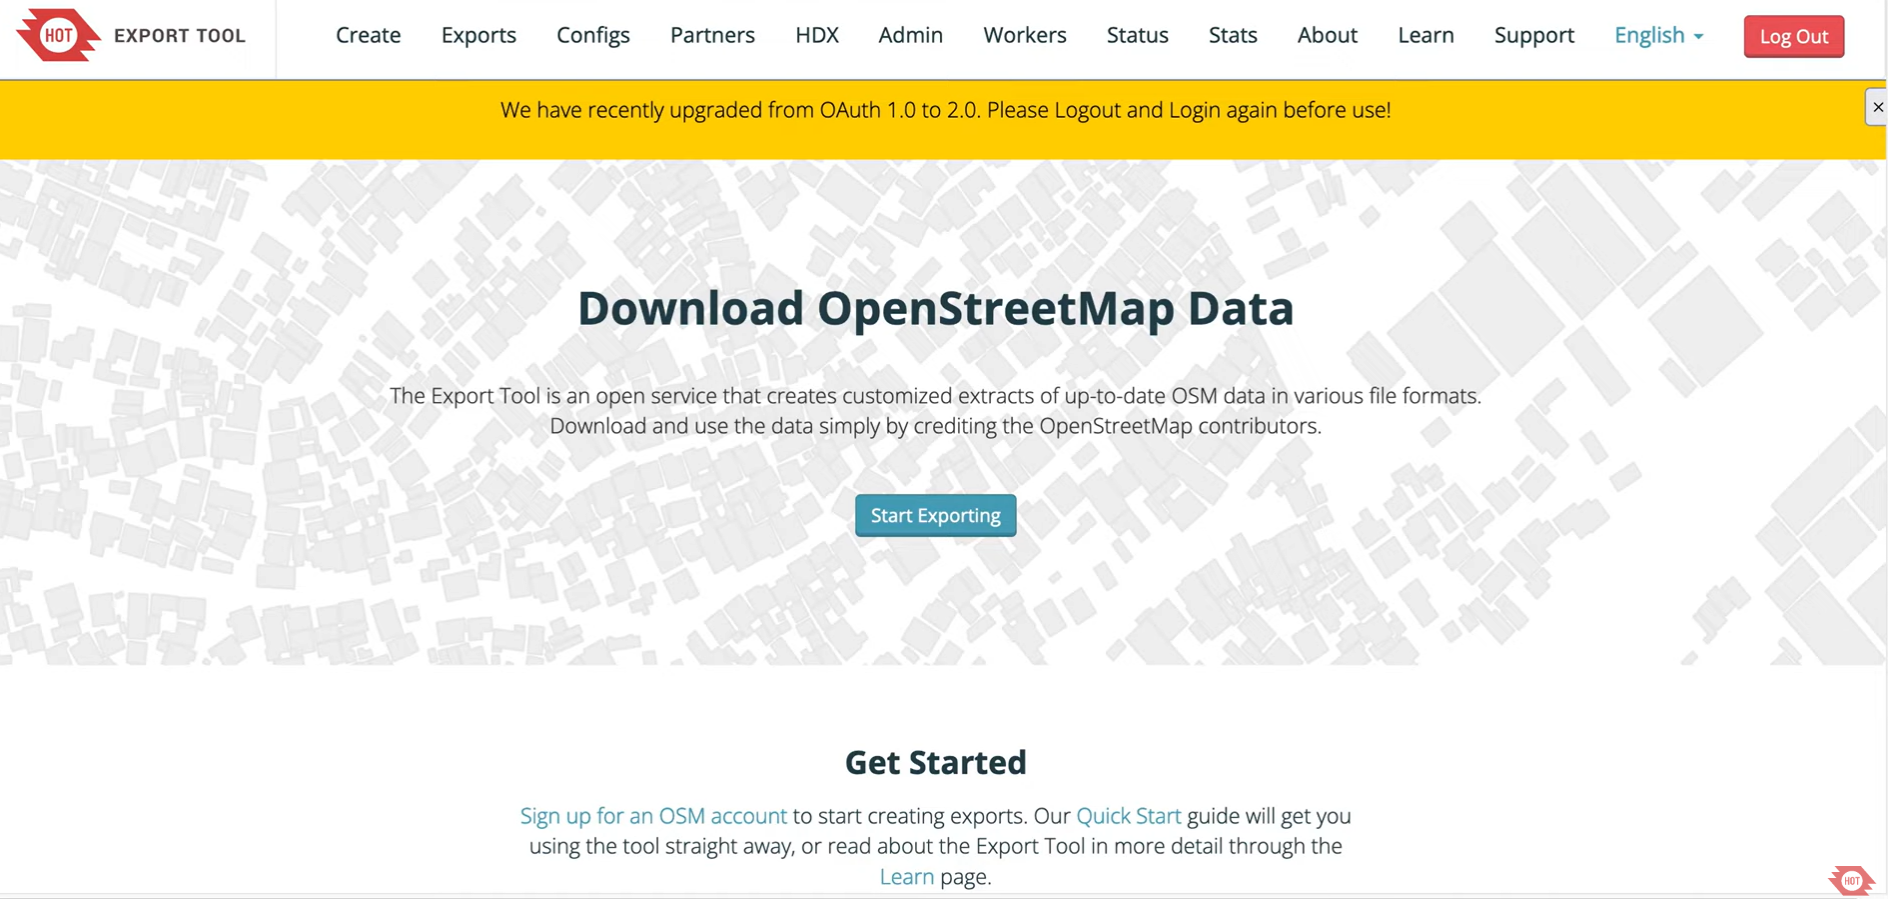 HOT EXPORT TOOL Create Exports Configs Partners HDX Admin Workers Status Stats About Learn Support English Log Out
We have recently upgraded from OAuth 1.0 to 2.0. Please Logout and Login again before use! ×
Download OpenStreetMap Data
The Export Tool is an open service that creates customized extracts of up-to-date OSM data in various file formats.
Download and use the data simply by crediting the OpenStreetMap contributors.
Start Exporting
Get Started
Sign up for an OSM account to start creating exports. Our Quick Start guide will get you
using the tool straight away, or read about the Export Tool in more detail through the
Learn page.
HOT